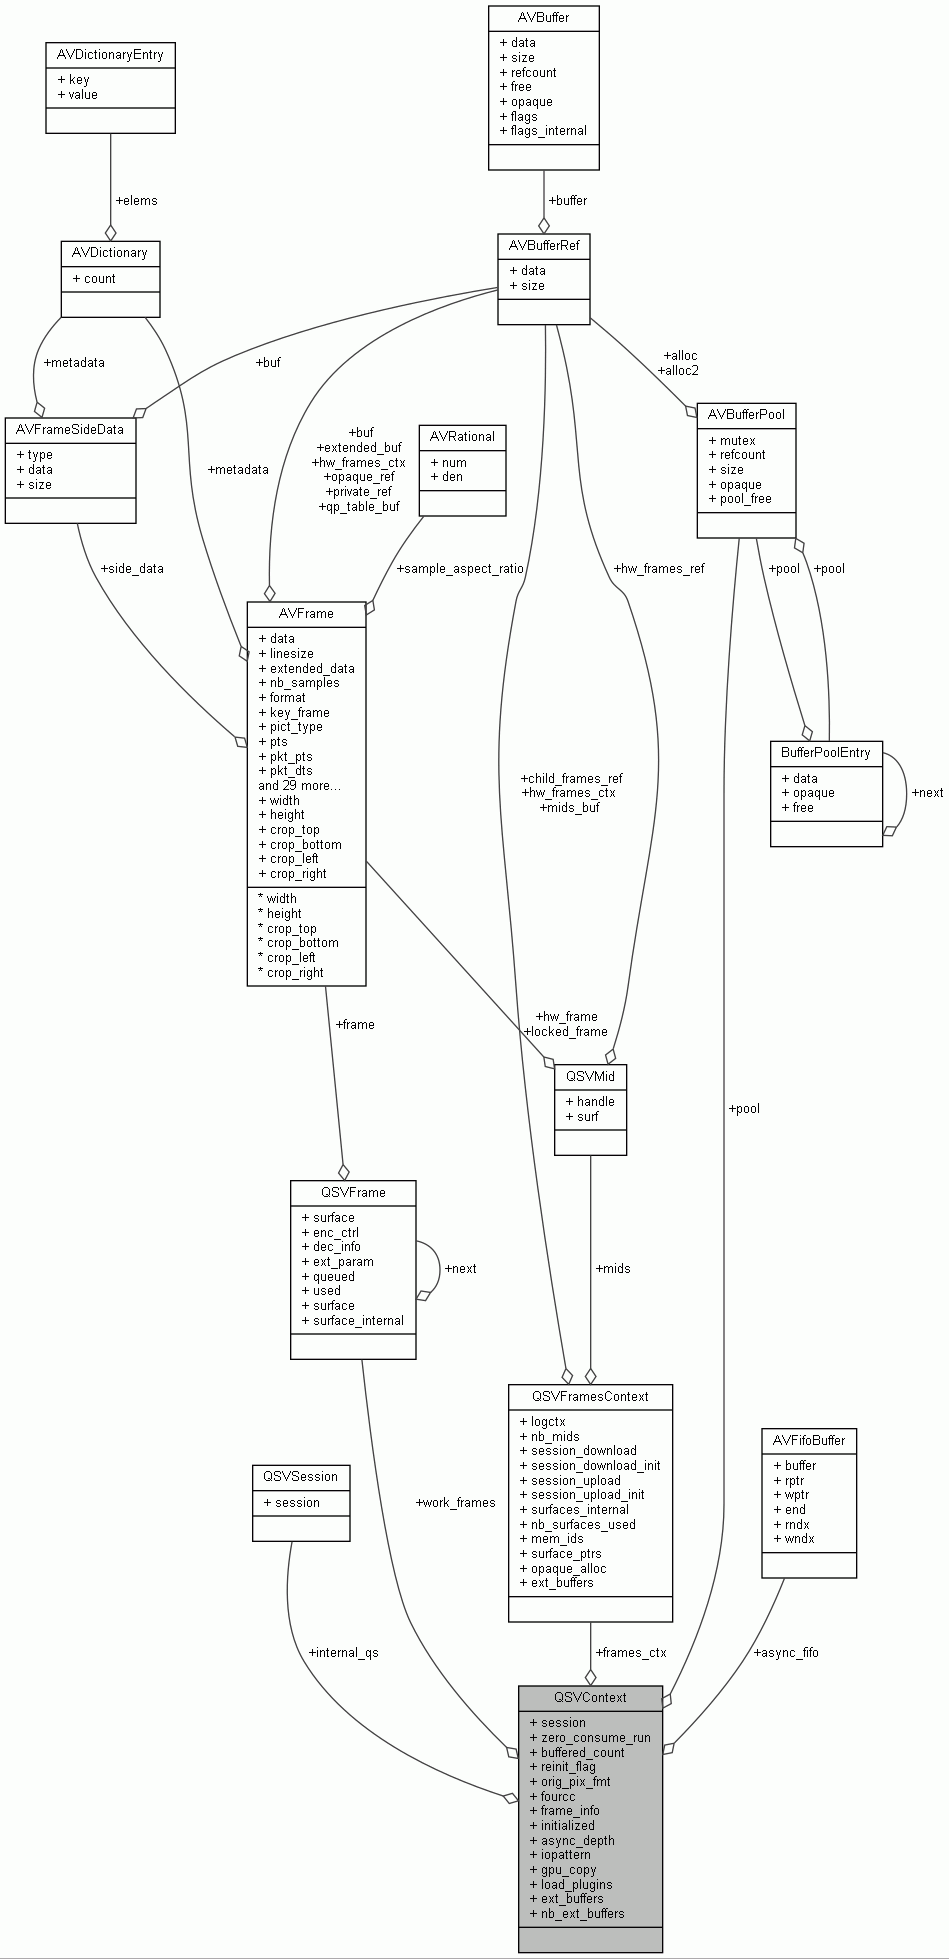 AVBuffer
+ data
+ size
+ refcount
+ free
+ opaque
+ flags
+ flags_internal
AVDictionaryEntry
+ key
+ value
+elems
+buffer
AVDictionary
+ count
AVBufferRef
+ data
+ size
+metadata
+buf
+alloc
+alloc2
AVFrameSideData
+ type
+ data
+ size
+metadata
+buf
+extended_buf
+hw_frames_ctx
+opaque_ref
+private_ref
+qp_table_buf
AVRational
+ num
+ den
AVBufferPool
+ mutex
+ refcount
+ size
+ opaque
+ pool_free
+side_data
+sample_aspect_ratio
+hw_frames_ref
+pool
+pool
AVFrame
+ data
+ linesize
+ extended_data
+ nb_samples
+ format
+ key_frame
+ pict_type
+ pts
+ pkt_pts
+ pkt_dts
and 29 more...
+ width
+ height
+ crop_top
+ crop_bottom
+ crop_left
+ crop_right
* width
* height
* crop_top
* crop_bottom
* crop_left
* crop_right
+child_frames_ref
+hw_frames_ctx
+mids_buf
BufferPoolEntry
+ data
+ opaque
+ free
+next
+frame
+hw_frame
+locked_frame
QSVMid
+ handle
+ surf
+pool
QSVFrame
+ surface
+ enc_ctrl
+ dec_info
+ ext_param
+ queued
+ used
+ surface
+ surface_internal
+next
+mids
QSVFramesContext
+ logctx
+ nb_mids
+ session_download
+ session_download_init
+ session_upload
+ session_upload_init
+ surfaces_internal
+ nb_surfaces_used
+ mem_ids
+ surface_ptrs
+ opaque_alloc
+ ext_buffers
AVFifoBuffer
+ buffer
+ rptr
+ wptr
+ end
+ rndx
+ wndx
QSVSession
+ session
+work_frames
+internal_qs
+frames_ctx
+async_fifo
QSVContext
+ session
+ zero_consume_run
+ buffered_count
+ reinit_flag
+ orig_pix_fmt
+ fourcc
+ frame_info
+ initialized
+ async_depth
+ iopattern
+ gpu_copy
+ load_plugins
+ ext_buffers
+ nb_ext_buffers